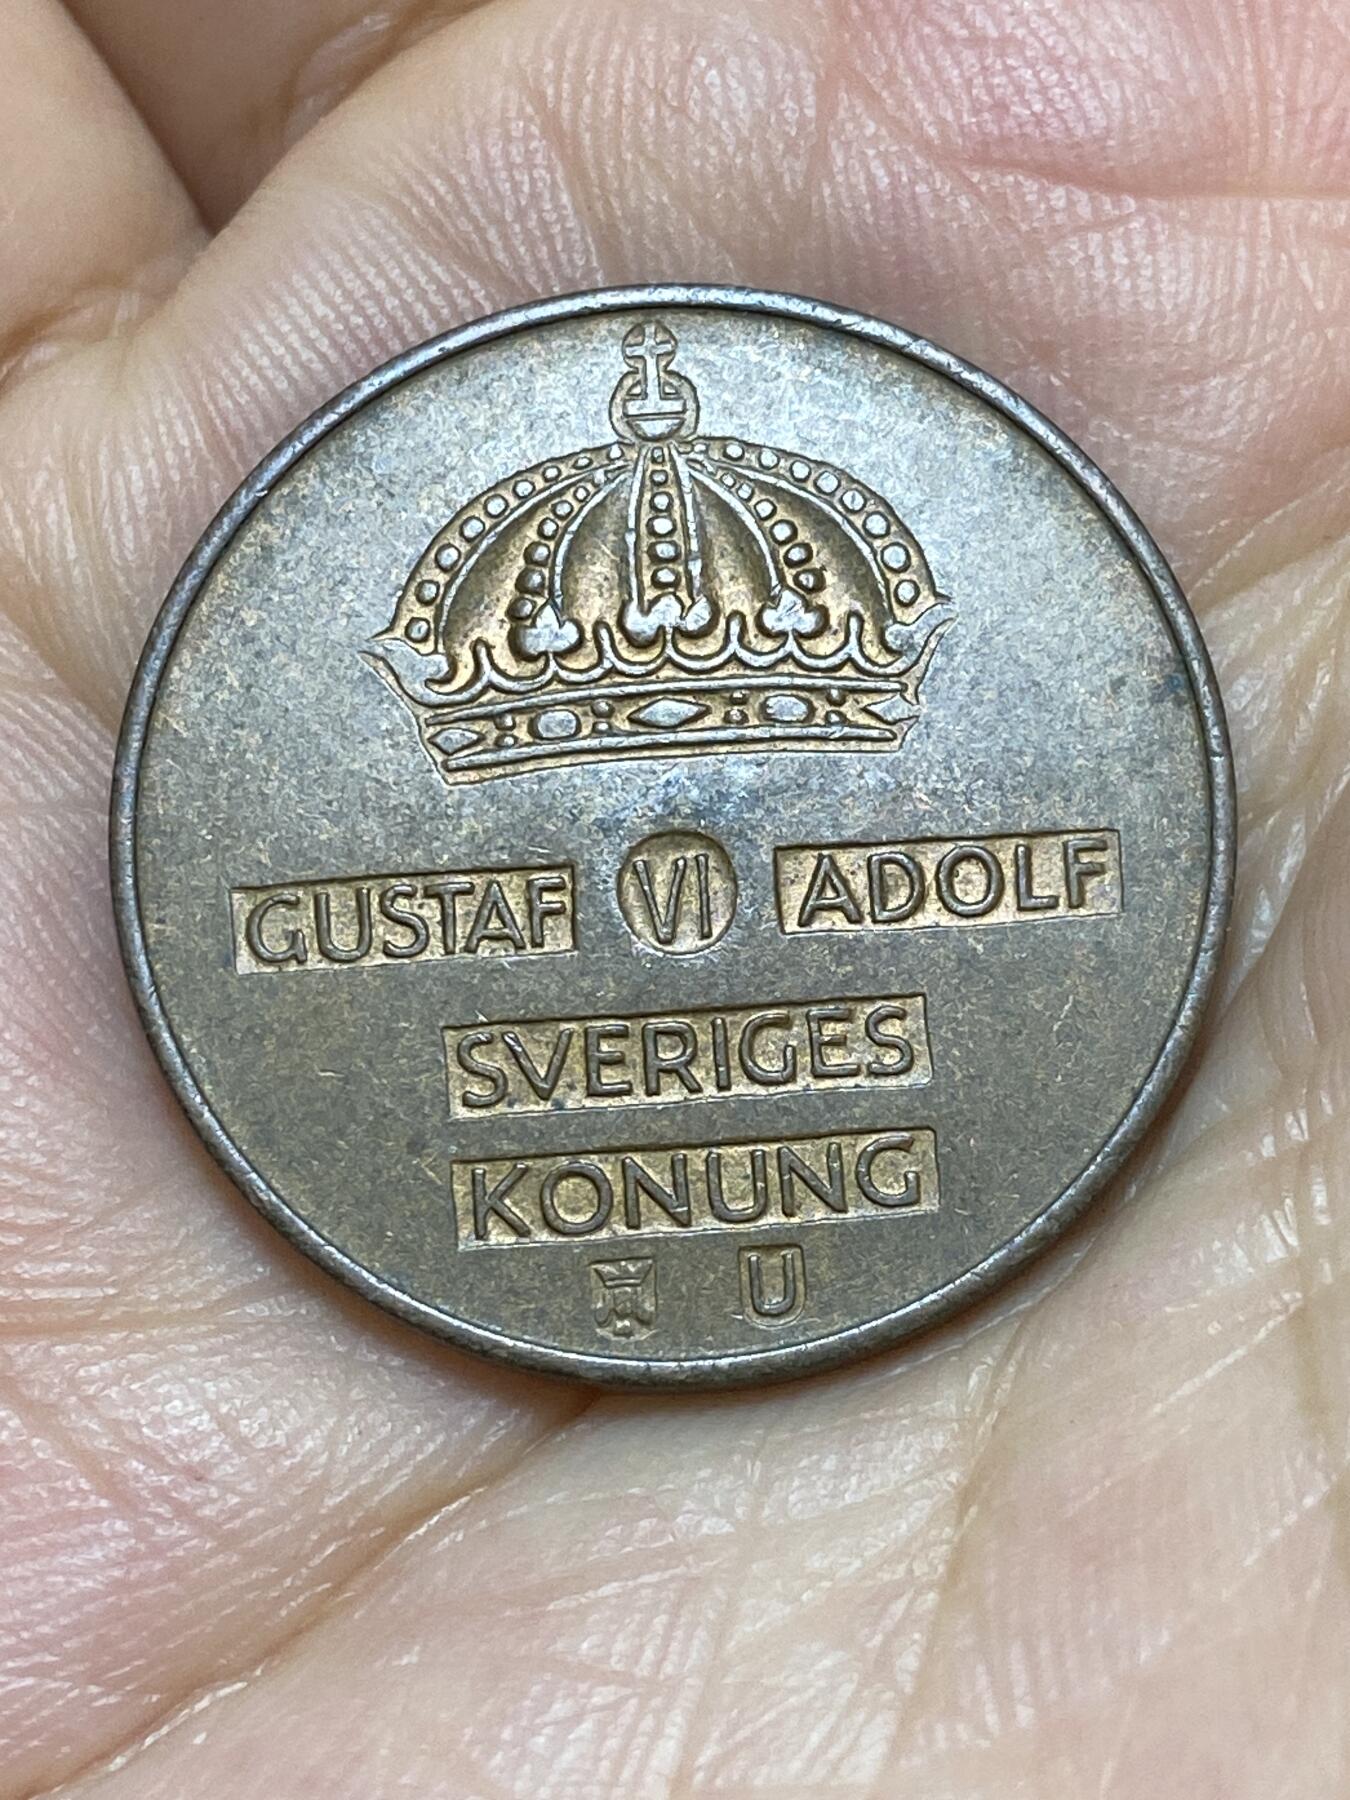 GUSTAF VI ADOLF
SVERIGES
KONUNG
U